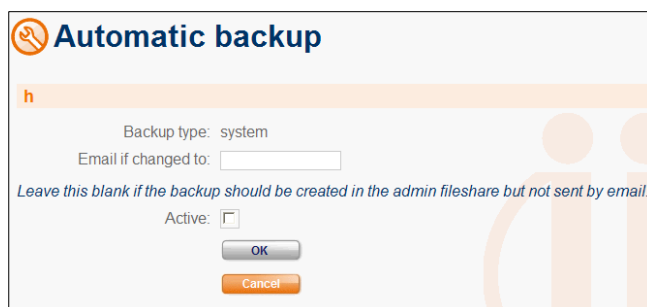 Automatic backup
h
Backup type: system
Email if changed to:
Leave this blank if the backup should be created in the admin fileshare but not sent by email.
Active:
OK
Cancel